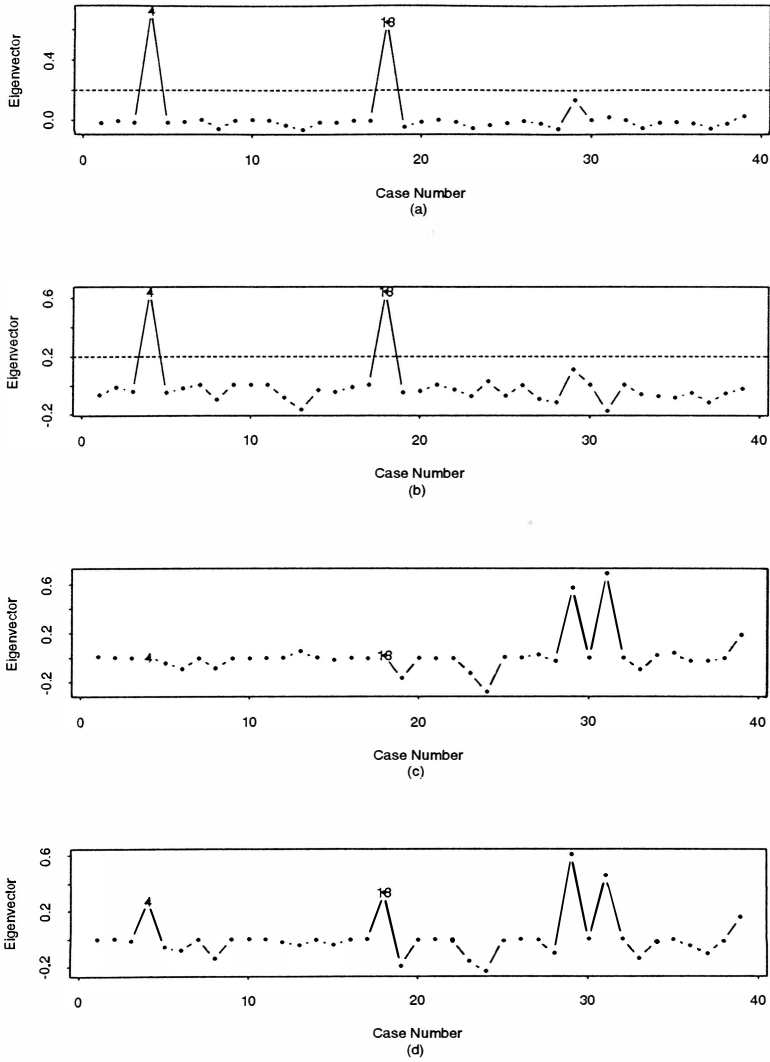 Eigenvector
0.0 0.4
4
18
0 10 20 30 40
Case Number
(a)
Eigenvector
-0.2 0.2 0.6
4
18
0 10 20 30 40
Case Number
(b)
Eigenvector
-0.2 0.2 0.6
4
18
0 10 20 30 40
Case Number
(c)
Eigenvector
-0.2 0.2 0.6
4
18
0 10 20 30 40
Case Number
(d)